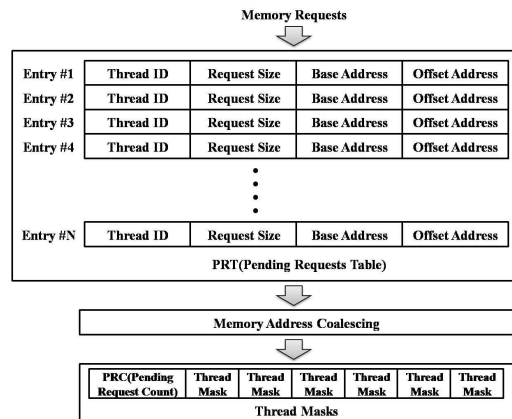 Memory Requests
Entry #1 Thread ID Request Size Base Address Offset Address
Entry #2 Thread ID Request Size Base Address Offset Address
Entry #3 Thread ID Request Size Base Address Offset Address
Entry #4 Thread ID Request Size Base Address Offset Address
Entry #N Thread ID Request Size Base Address Offset Address
PRT(Pending Requests Table)
Memory Address Coalescing
PRC(Pending Thread Thread Thread Thread Thread Thread
Request Count) Mask Mask Mask Mask Mask Mask
Thread Masks